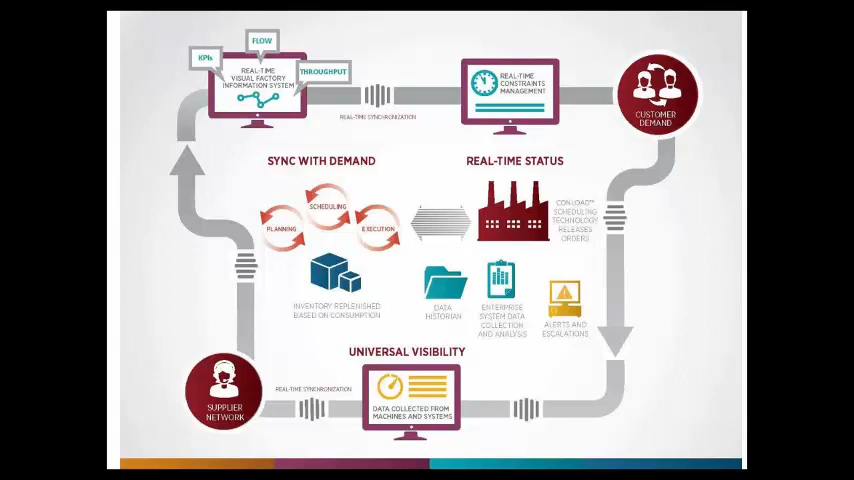 FLOW
KPIs
THROUGHPUT
REAL-TIME
VISUAL FACTORY
INFORMATION SYSTEM
REAL-TIME
CONSTRAINTS
MANAGEMENT
CUSTOMER
DEMAND
REAL-TIME SYNCHRONIZATION
SYNC WITH DEMAND
REAL-TIME STATUS
PLANNING
SCHEDULING
EXECUTION
CONLOAD™
SCHEDULING
TECHNOLOGY
RELEASES
ORDERS
INVENTORY REPLENISHED
BASED ON CONSUMPTION
DATA
HISTORIAN
ENTERPRISE
SYSTEM DATA
COLLECTION
AND ANALYSIS
ALERTS AND
ESCALATIONS
UNIVERSAL VISIBILITY
SUPPLIER
NETWORK
REAL-TIME SYNCHRONIZATION
DATA COLLECTED FROM
MACHINES AND SYSTEMS